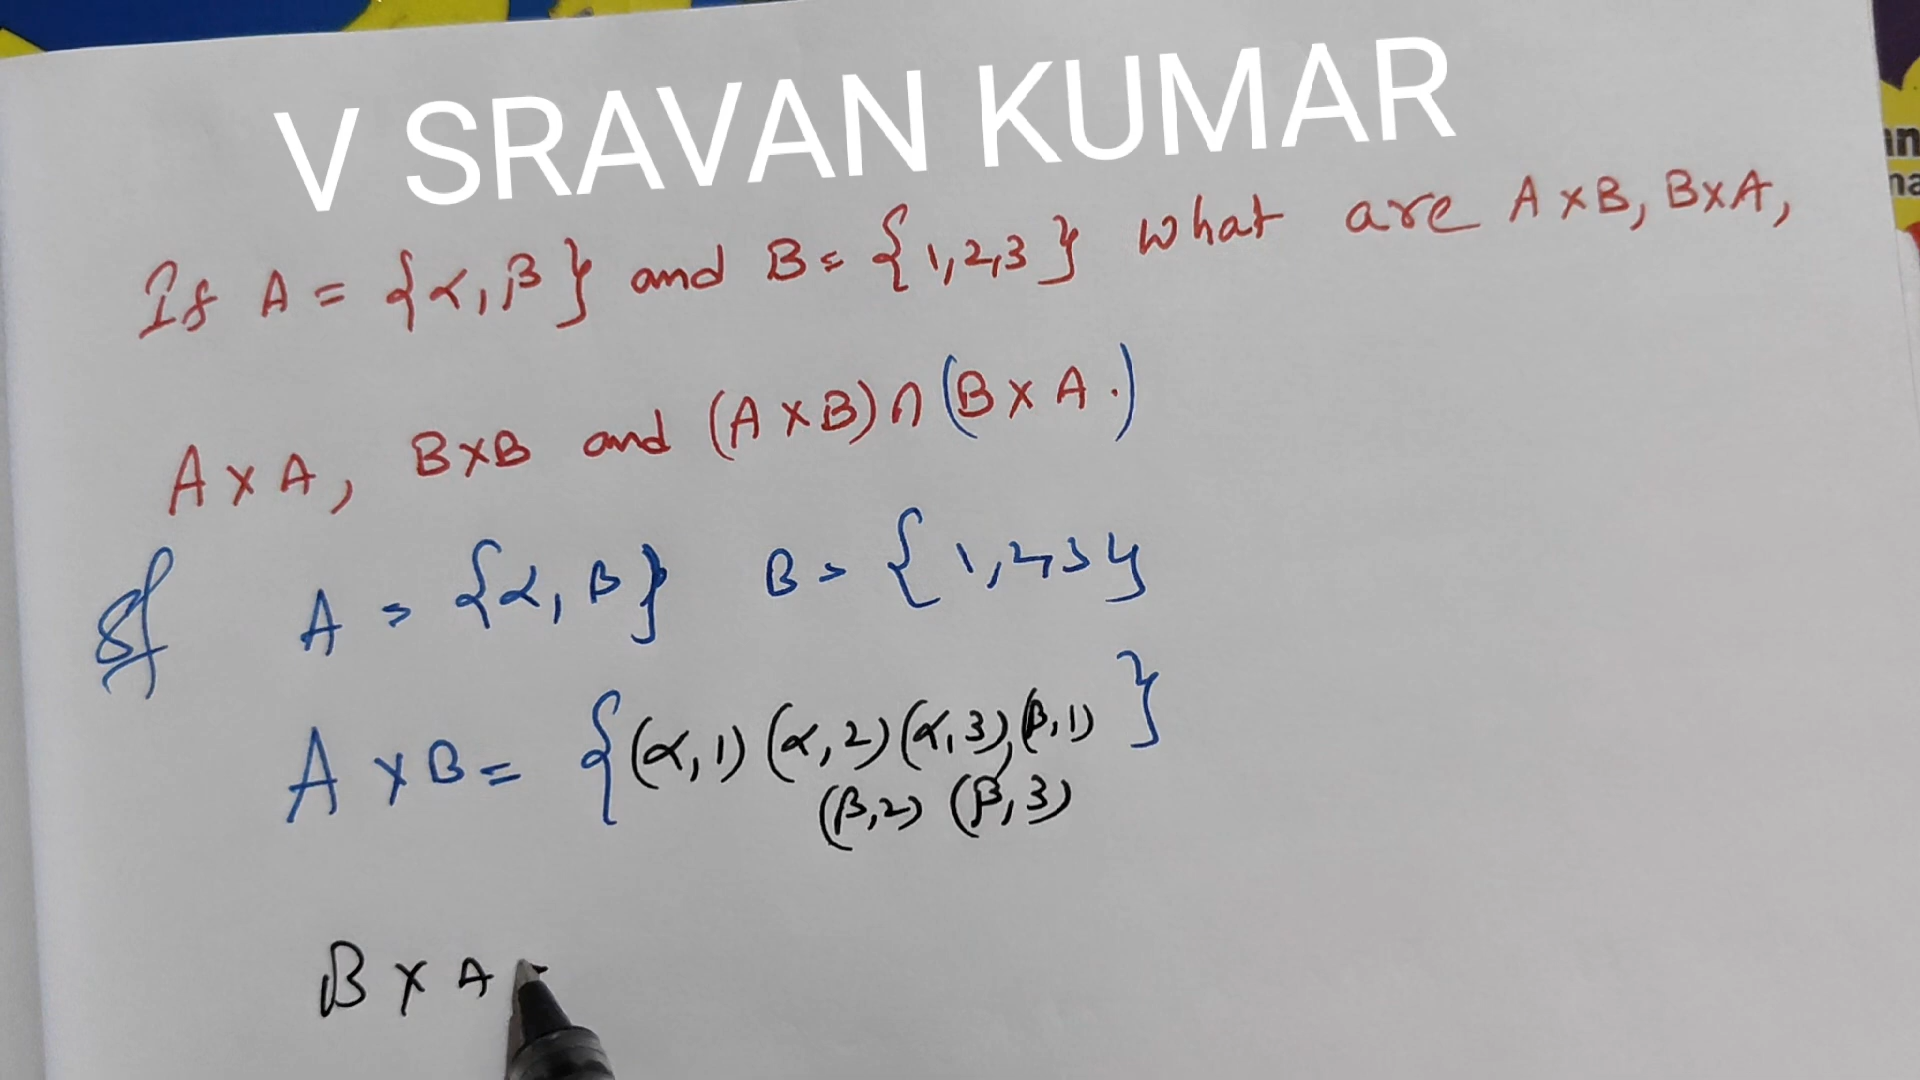 V SRAVAN KUMAR
If A = {α, β} and B = {1,2,3} what are A×B, B×A,
A×A, B×B and (A×B)∩(B×A.)
A = {α, β} B = {1,2,3}
A×B = {(α,1) (α,2) (α,3), (β,1) }
(β,2) (β,3)
B × A